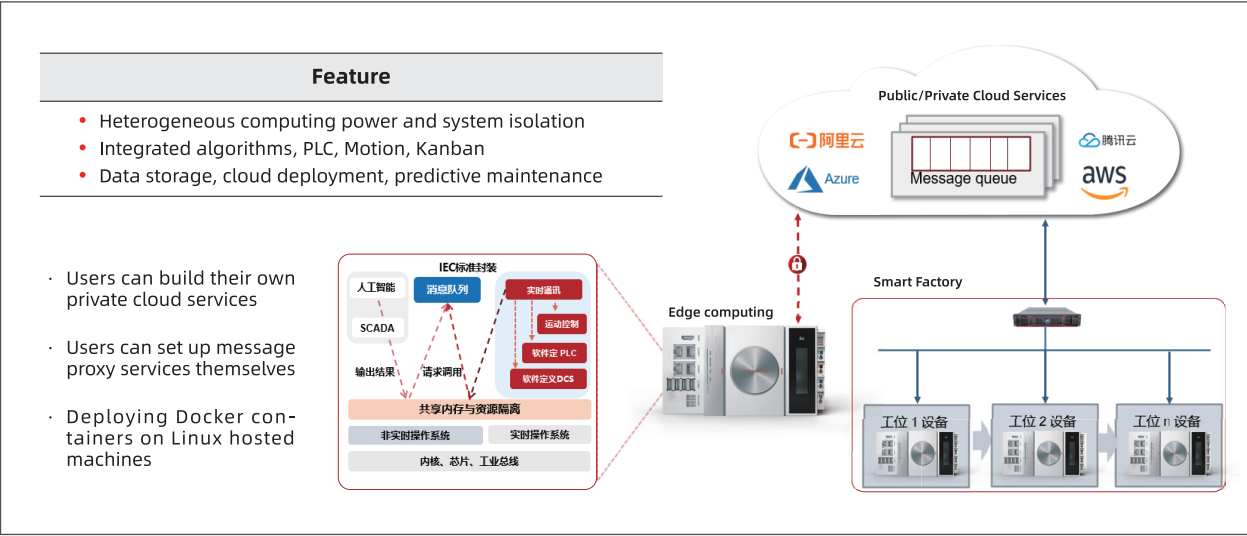 Feature
• Heterogeneous computing power and system isolation
• Integrated algorithms, PLC, Motion, Kanban
• Data storage, cloud deployment, predictive maintenance
· Users can build their own
private cloud services
· Users can set up message
proxy services themselves
· Deploying Docker con-
tainers on Linux hosted
machines
IEC标准封装
人工智能
消息队列
实时通讯
SCADA
运动控制
软件定 PLC
输出结果
请求调用
软件定义DCS
共享内存与资源隔离
非实时操作系统
实时操作系统
内核、芯片、工业总线
Edge computing
Public/Private Cloud Services
阿里云
腾讯云
Azure
Message queue
aws
Smart Factory
工位 1 设备
工位 2 设备
工位 n 设备